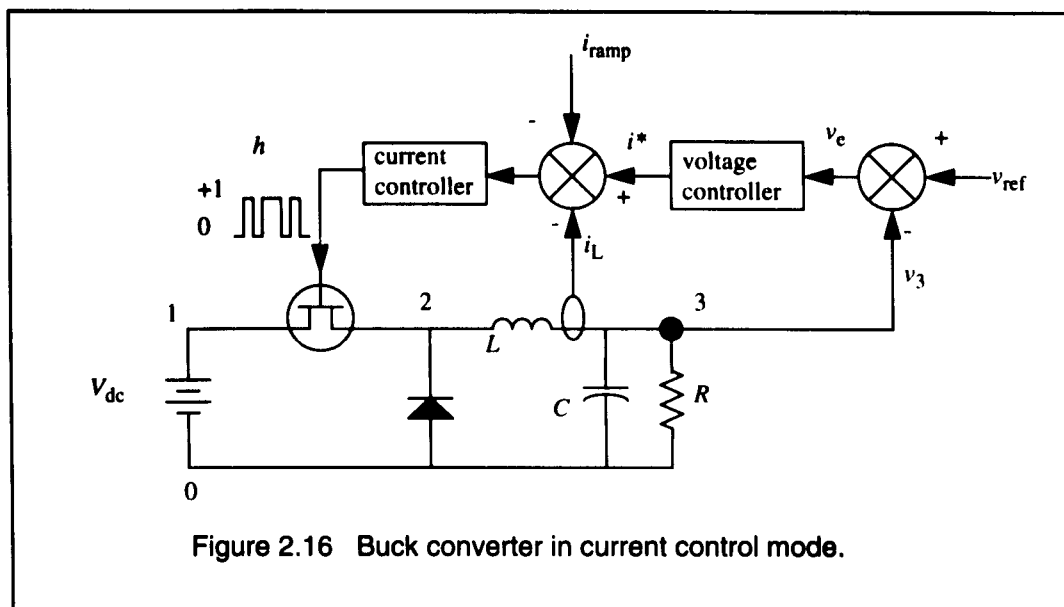 i_ramp
-
h
current
controller
i*
+
-
voltage
controller
v_e
+
v_ref
-
+1
0
i_L
v_3
1
2
3
L
V_dc
C
R
0
Figure 2.16 Buck converter in current control mode.